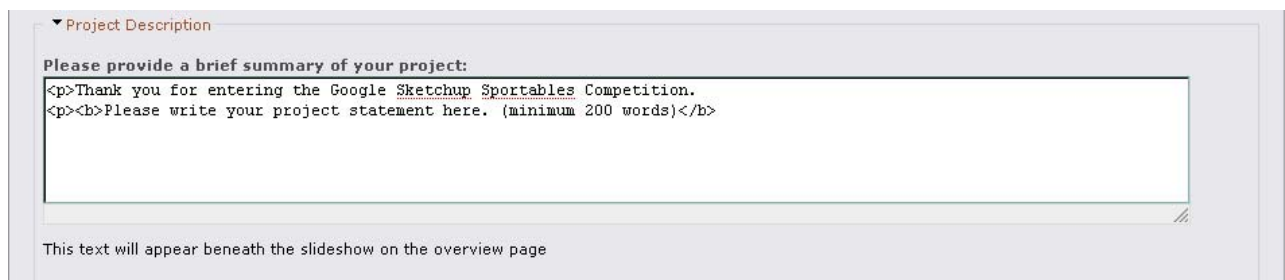 Project Description
Please provide a brief summary of your project:
<p>Thank you for entering the Google Sketchup Sportables Competition.
<p><b>Please write your project statement here. (minimum 200 words)</b>
This text will appear beneath the slideshow on the overview page